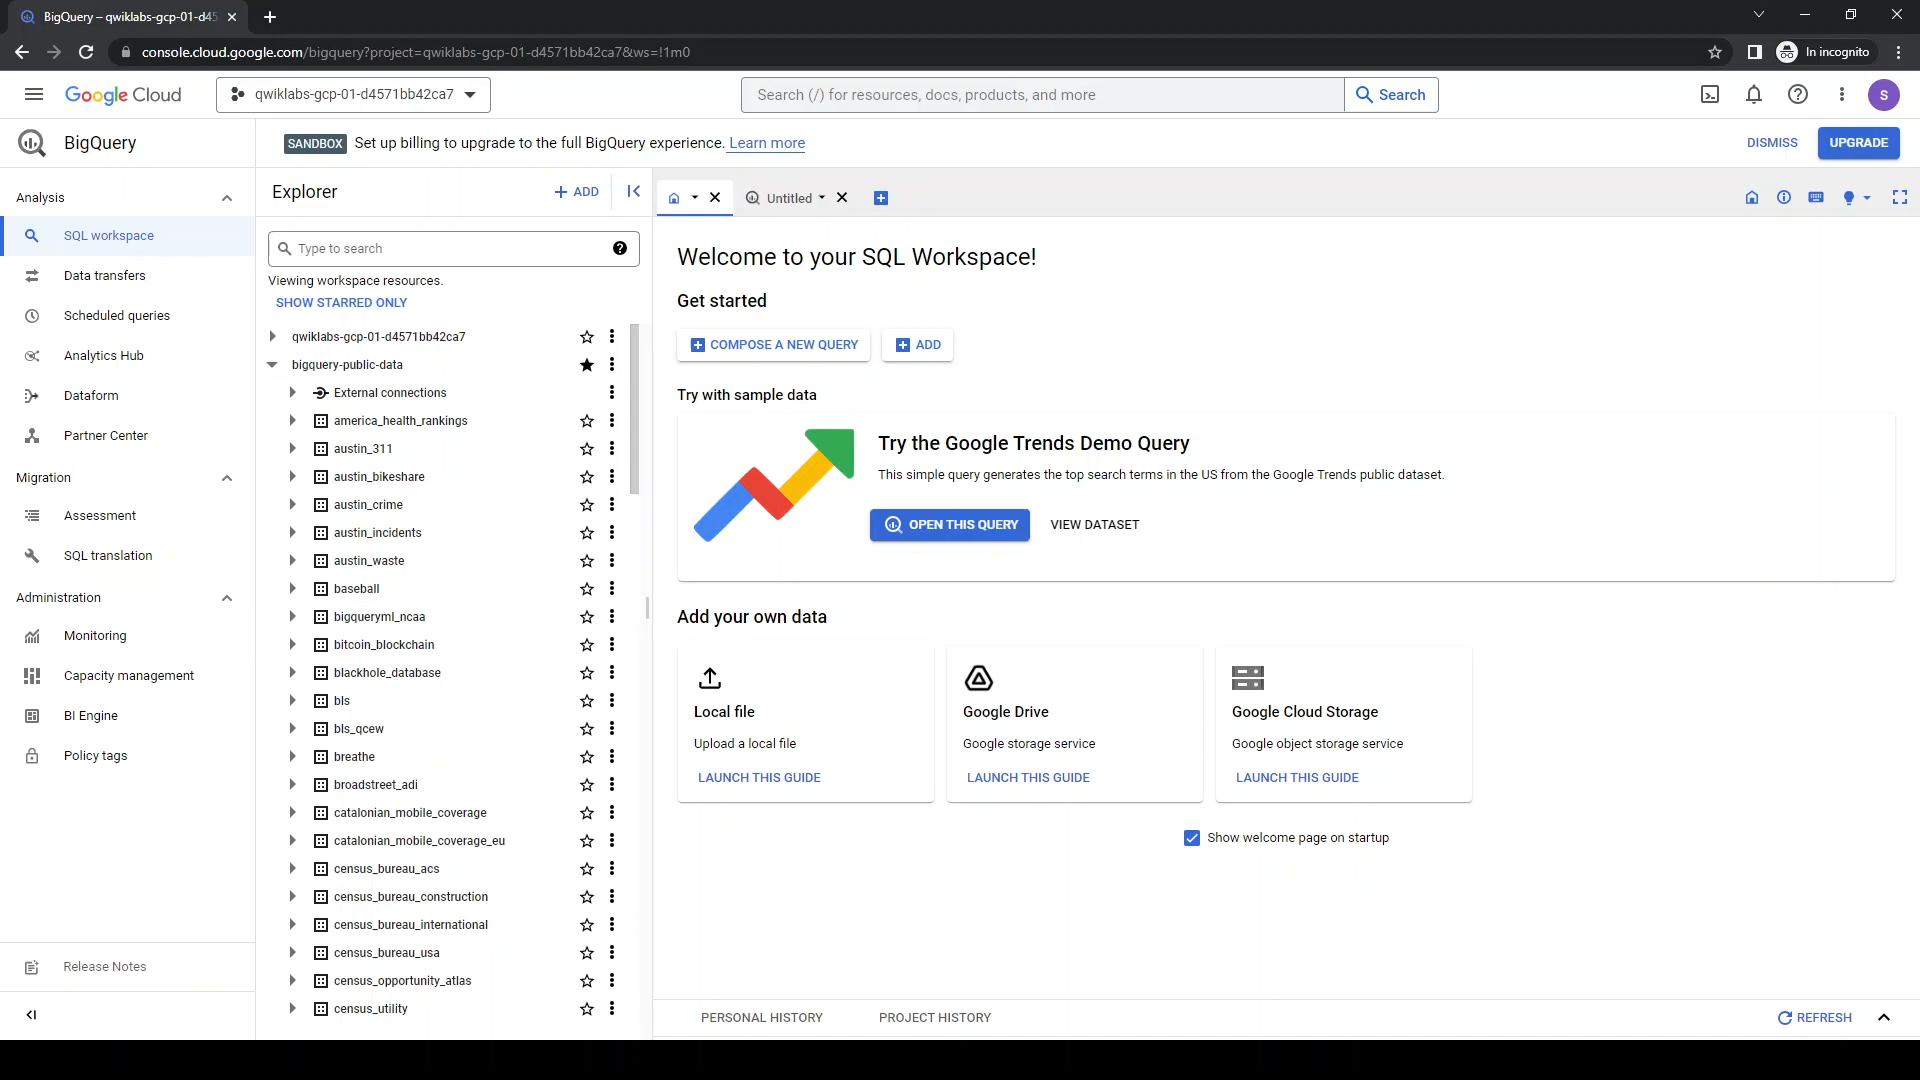 BigQuery – qwiklabs-gcp-01-d45
console.cloud.google.com/bigquery?project=qwiklabs-gcp-01-d4571bb42ca7&ws=!1m0
In incognito
Google Cloud
qwiklabs-gcp-01-d4571bb42ca7
Search (/) for resources, docs, products, and more
Search
S
BigQuery
SANDBOX Set up billing to upgrade to the full BigQuery experience. Learn more
DISMISS
UPGRADE
Analysis
SQL workspace
Data transfers
Scheduled queries
Analytics Hub
Dataform
Partner Center
Migration
Assessment
SQL translation
Administration
Monitoring
Capacity management
BI Engine
Policy tags
Release Notes
Explorer
ADD
Type to search
Viewing workspace resources.
SHOW STARRED ONLY
qwiklabs-gcp-01-d4571bb42ca7
bigquery-public-data
External connections
america_health_rankings
austin_311
austin_bikeshare
austin_crime
austin_incidents
austin_waste
baseball
bigqueryml_ncaa
bitcoin_blockchain
blackhole_database
bls
bls_qcew
breathe
broadstreet_adi
catalonian_mobile_coverage
catalonian_mobile_coverage_eu
census_bureau_acs
census_bureau_construction
census_bureau_international
census_bureau_usa
census_opportunity_atlas
census_utility
Untitled
Welcome to your SQL Workspace!
Get started
COMPOSE A NEW QUERY
ADD
Try with sample data
Try the Google Trends Demo Query
This simple query generates the top search terms in the US from the Google Trends public dataset.
OPEN THIS QUERY
VIEW DATASET
Add your own data
Local file
Upload a local file
LAUNCH THIS GUIDE
Google Drive
Google storage service
LAUNCH THIS GUIDE
Google Cloud Storage
Google object storage service
LAUNCH THIS GUIDE
Show welcome page on startup
PERSONAL HISTORY
PROJECT HISTORY
REFRESH